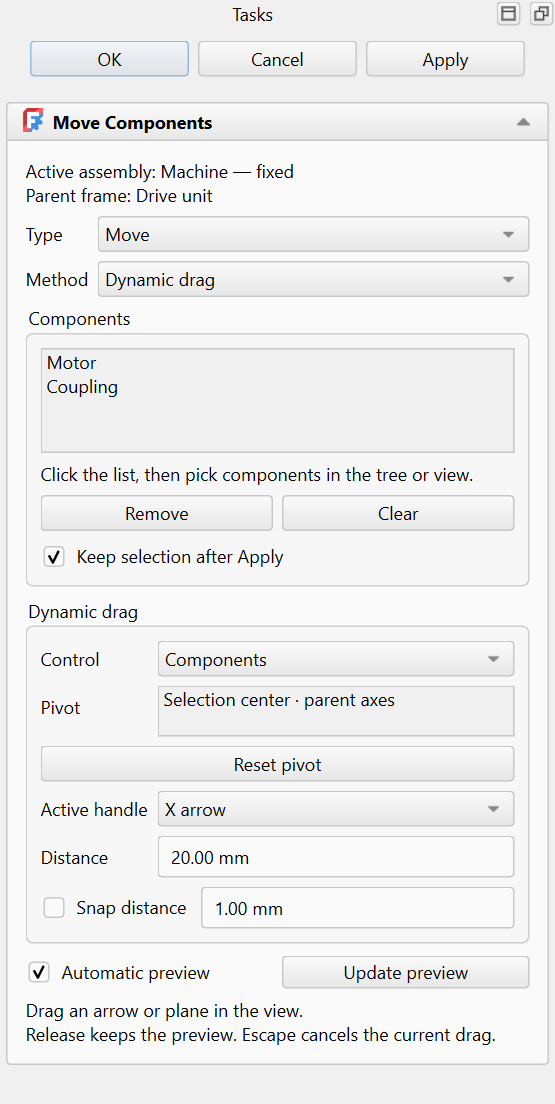 Tasks
OK Cancel Apply
Move Components
Active assembly: Machine — fixed
Parent frame: Drive unit
Type Move
Method Dynamic drag
Components
Motor
Coupling
Click the list, then pick components in the tree or view.
Remove Clear
Keep selection after Apply
Dynamic drag
Control Components
Pivot Selection center · parent axes
Reset pivot
Active handle X arrow
Distance 20.00 mm
Snap distance 1.00 mm
Automatic preview Update preview
Drag an arrow or plane in the view.
Release keeps the preview. Escape cancels the current drag.